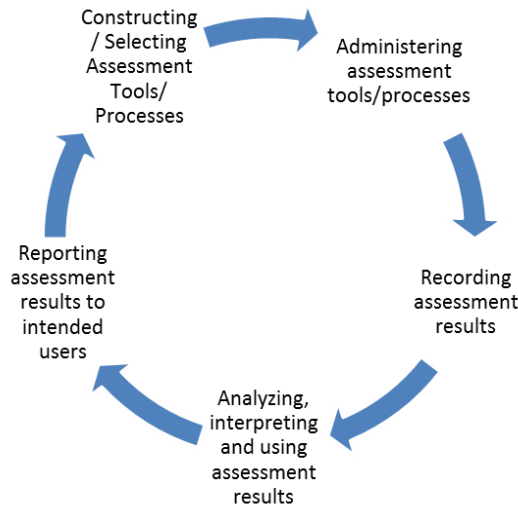 Constructing
/ Selecting
Assessment
Tools/
Processes
Administering
assessment
tools/processes
Recording
assessment
results
Analyzing,
interpreting
and using
assessment
results
Reporting
assessment
results to
intended
users